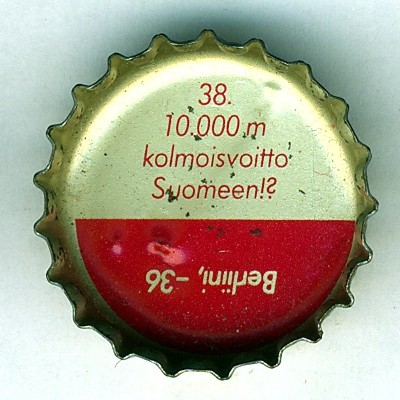 38.
10.000 m
kolmoisvoitto
Suomeen!?
Berliini, -36